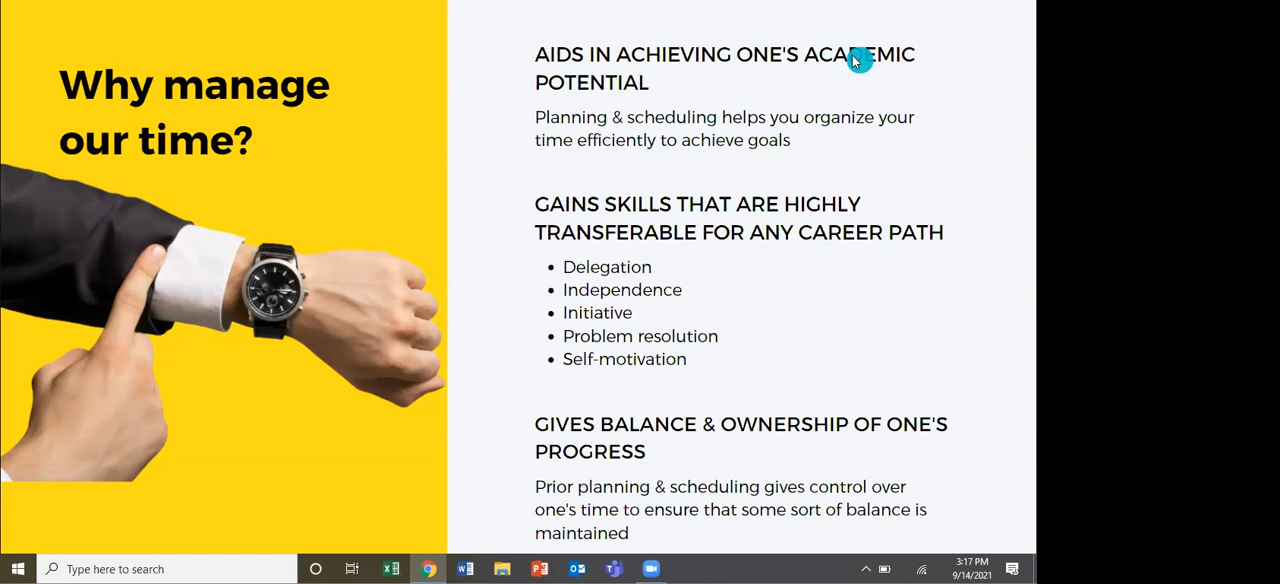 Why manage
our time?
AIDS IN ACHIEVING ONE'S ACADEMIC
POTENTIAL
Planning & scheduling helps you organize your
time efficiently to achieve goals
GAINS SKILLS THAT ARE HIGHLY
TRANSFERABLE FOR ANY CAREER PATH
• Delegation
• Independence
• Initiative
• Problem resolution
• Self-motivation
GIVES BALANCE & OWNERSHIP OF ONE'S
PROGRESS
Prior planning & scheduling gives control over
one's time to ensure that some sort of balance is
maintained
Type here to search
3:17 PM
9/14/2021